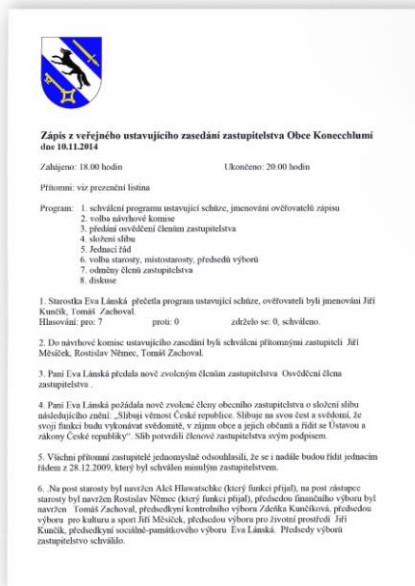 Zápis z veřejného ustavujícího zasedání zastupitelstva Obce Konecchlumí
dne 10.11.2014
Zahájeno: 18.00 hodin Ukončeno: 20.00 hodin
Přítomni: viz prezenční listina
Program: 1. schválení programu ustavující schůze, jmenování ověřovatelů zápisu
2. volba návrhové komise
3. předání osvědčení členům zastupitelstva
4. složení slibu
5. Jednací řád
6. volba starosty, místostarosty, předsedů výborů
7. odměny členů zastupitelstva
8. diskuse
1. Starostka Eva Lánská přečetla program ustavující schůze, ověřovateli byli jmenováni Jiří
Kunčík, Tomáš Zachoval.
Hlasování: pro: 7 proti: 0 zdrželo se: 0, schváleno.
2. Do návrhové komise ustavujícího zasedání byli schváleni přítomnými zastupiteli Jiří
Měsíček, Rostislav Němec, Tomáš Zachoval.
3. Paní Eva Lánská předala nově zvoleným členům zastupitelstva Osvědčení člena
zastupitelstva .
4. Paní Eva Lánská požádala nově zvolené členy obecního zastupitelstva o složení slibu
následujícího znění: „Slibuji věrnost České republice. Slibuje na svou čest a svědomí, že
svoji funkci budu vykonávat svědomitě, v zájmu obce a jejich občanů a řídit se Ústavou a
zákony České republiky“. Slib potvrdili členové zastupitelstva svým podpisem.
5. Všichni přítomní zastupitelé jednomyslně odsouhlasili, že se i nadále budou řídit jednacím
řádem z 28.12.2009, který byl schválen minulým zastupitelstvem.
6. .Na post starosty byl navržen Aleš Hlawatschke (který funkci přijal), na post zástupce
starosty byl navržen Rostislav Němec (který funkci přijal), předsedou finančního výboru byl
navržen Tomáš Zachoval, předsedkyní kontrolního výboru Zdeňka Kunčíková, předsedou
výboru pro kulturu a sport Jiří Měsíček, předsedou výboru pro životní prostředí Jiří
Kunčík, předsedkyní sociálně-památkového výboru Eva Lánská. Předsedy výborů
zastupitelstvo schválilo.